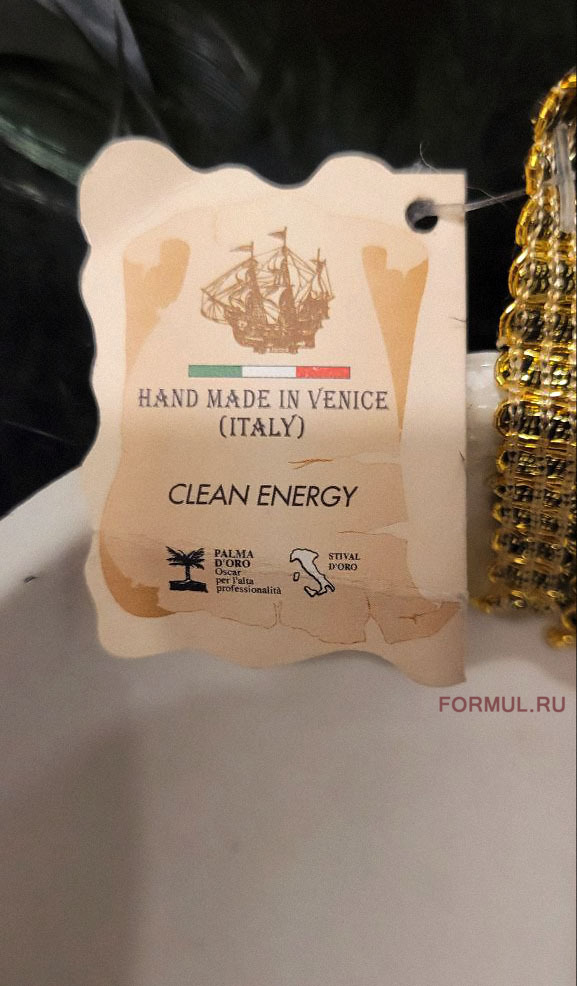 HAND MADE IN VENICE
(ITALY)
CLEAN ENERGY
PALMA
D'ORO
Oscar
per l'alta
professionalità
STIVAL
D'ORO
FORMUL.RU